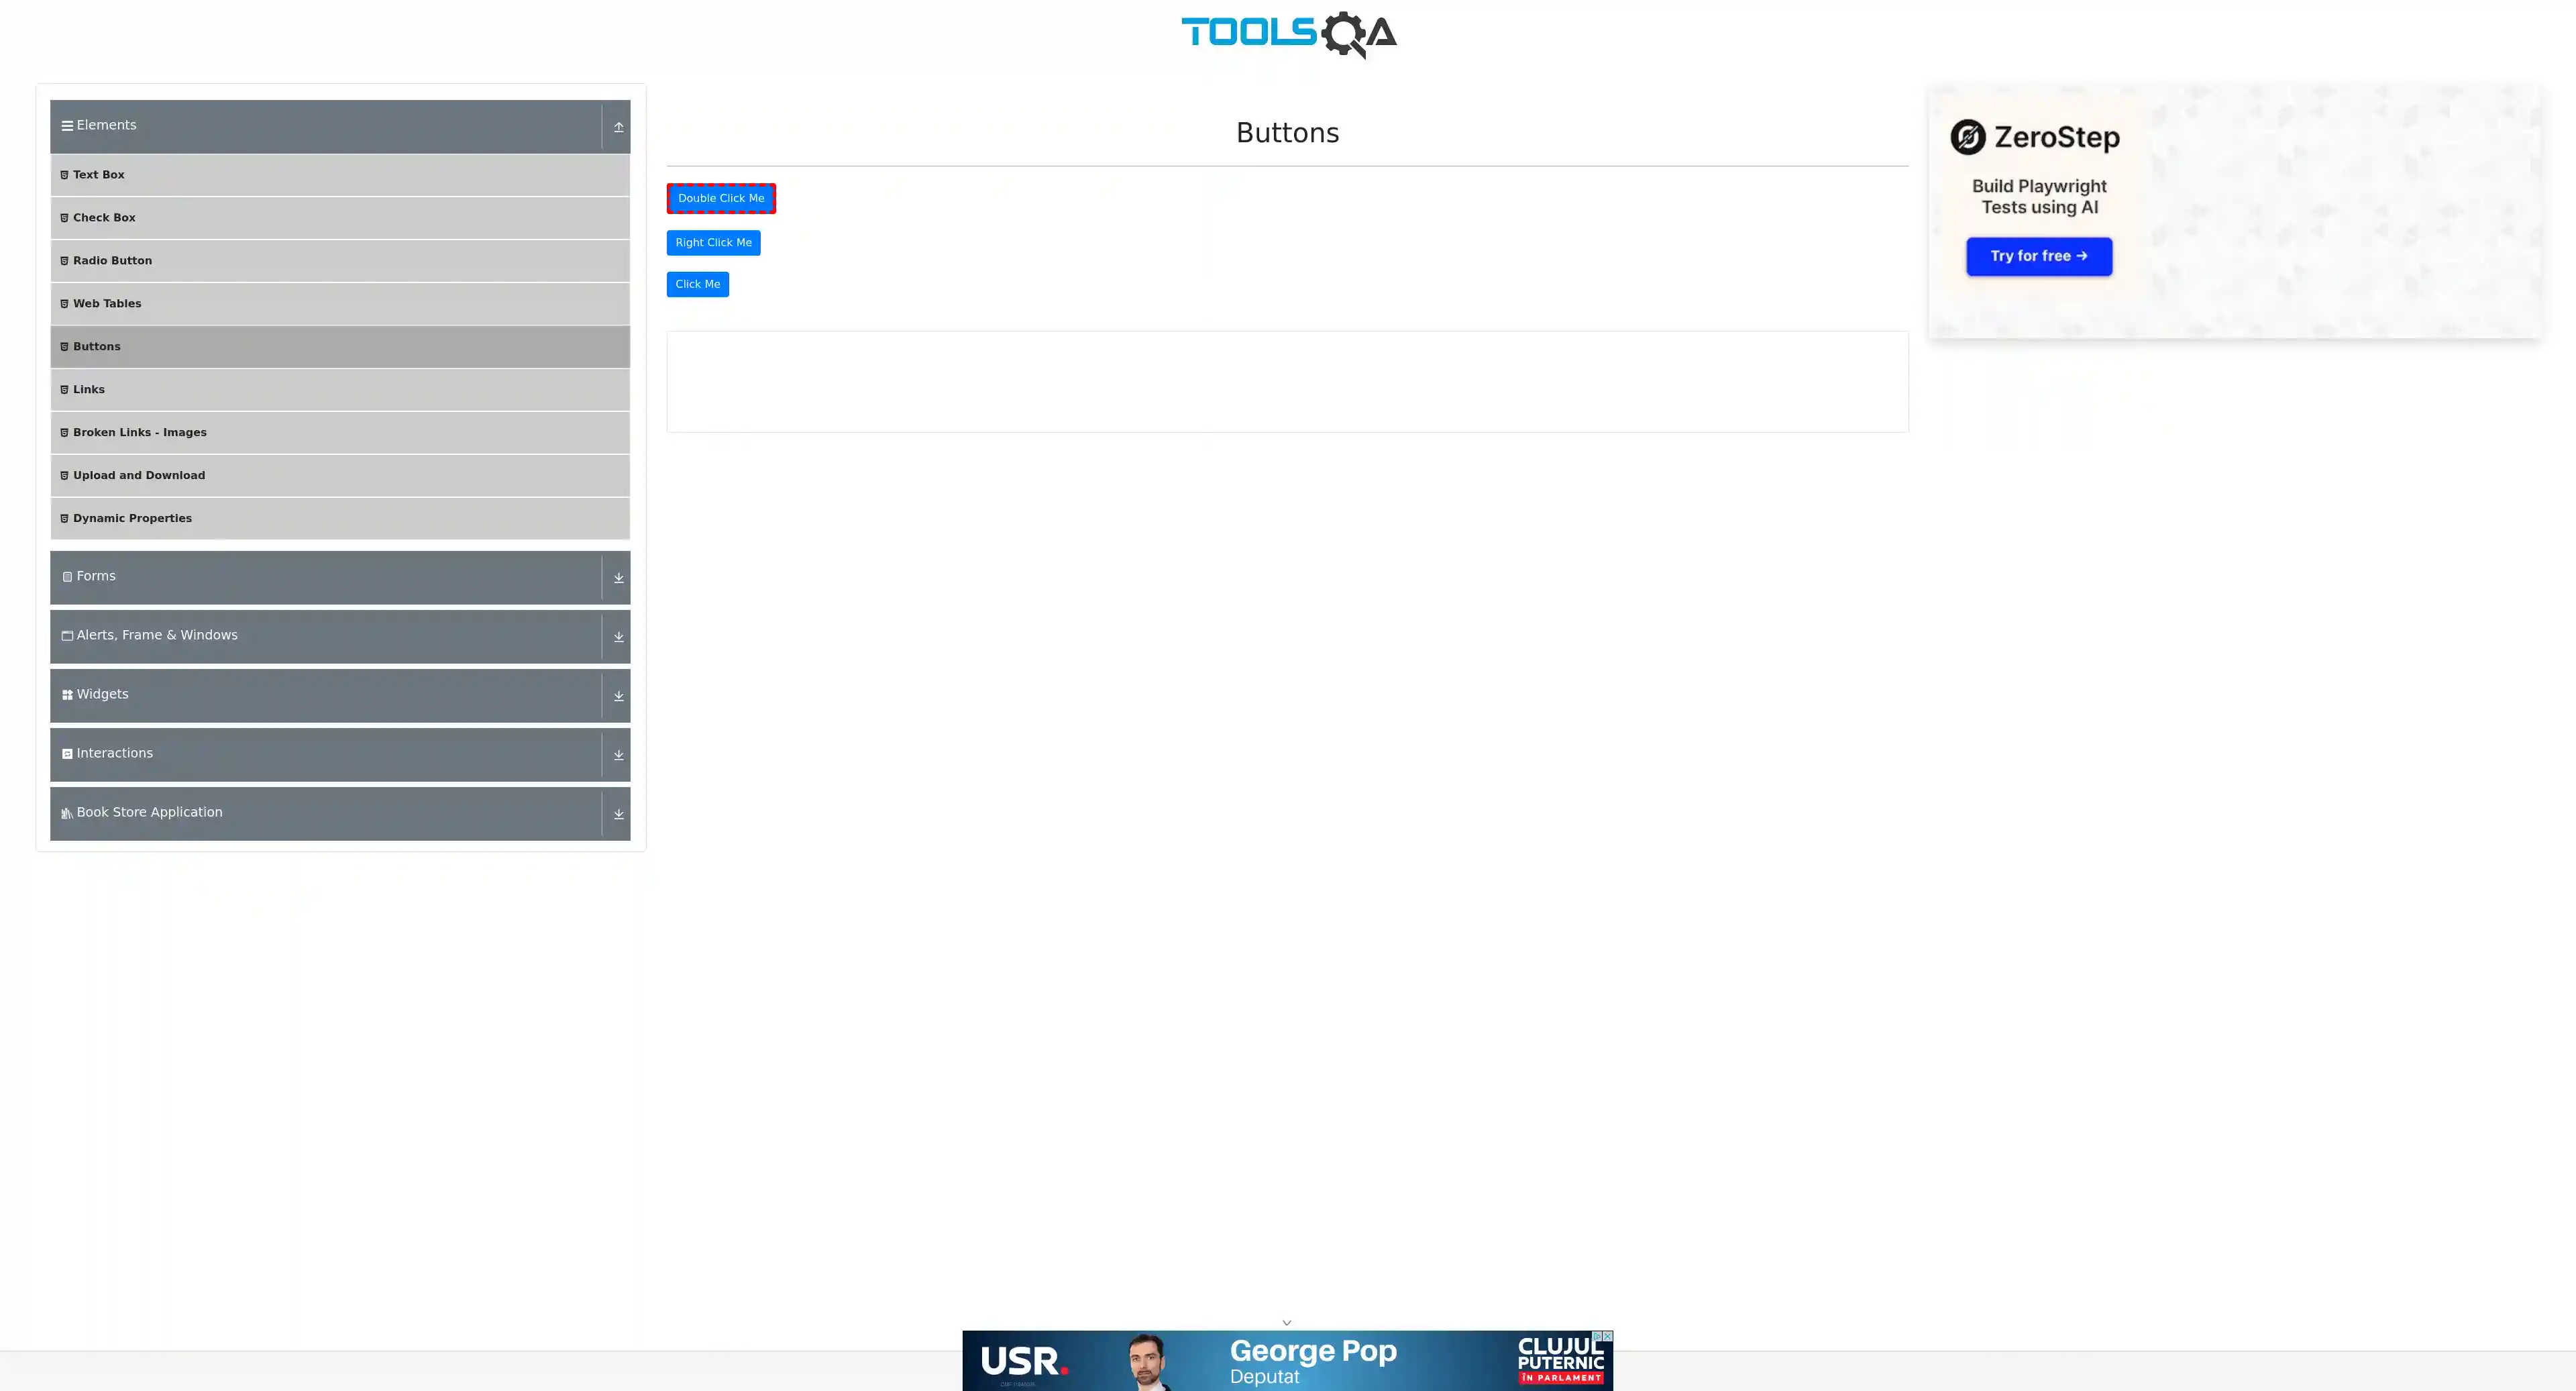 TOOLSQA
Elements
Text Box
Check Box
Radio Button
Web Tables
Buttons
Links
Broken Links - Images
Upload and Download
Dynamic Properties
Forms
Alerts, Frame & Windows
Widgets
Interactions
Book Store Application
Buttons
Double Click Me
Right Click Me
Click Me
ZeroStep
Build Playwright
Tests using AI
Try for free →
USR.
George Pop
Deputat
CLUJUL
PUTERNIC
ÎN PARLAMENT